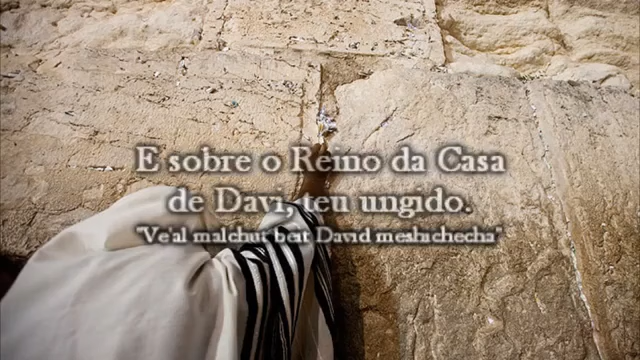 E sobre o Reino da Casa
de Davi, teu ungido.
"Ve'al malchut beit David meshichecha"